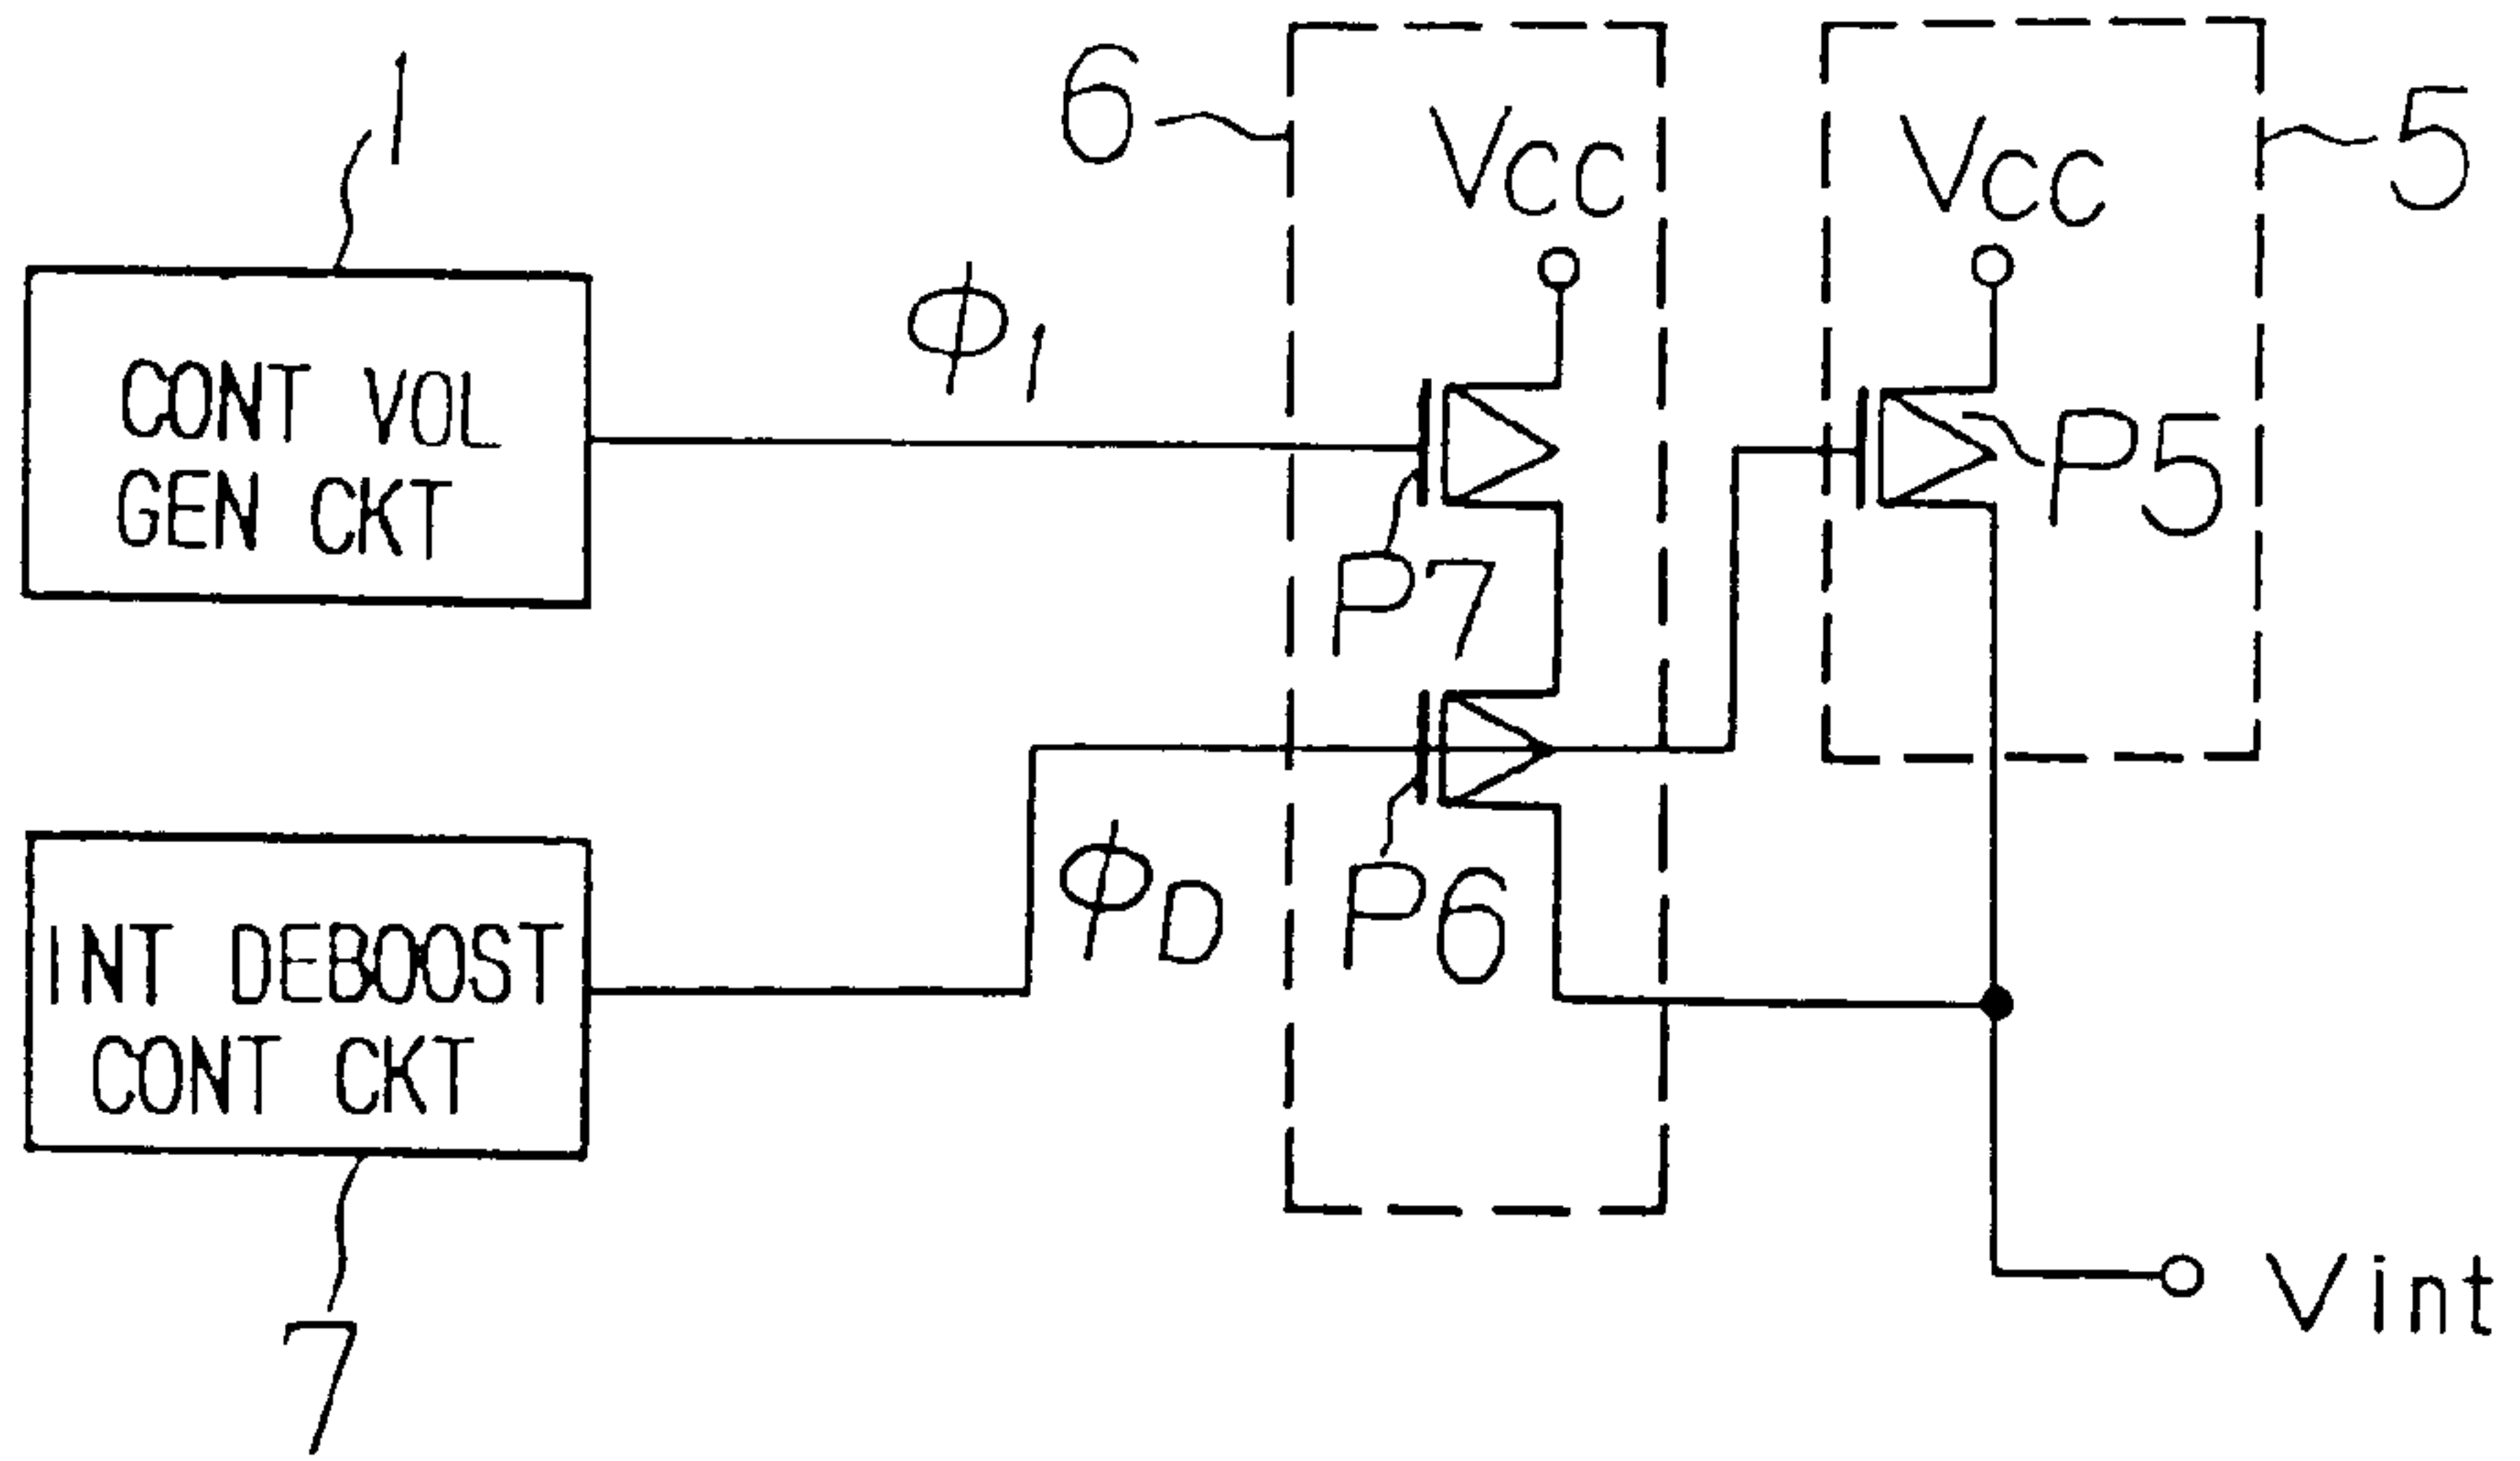 1
6
Vcc
Vcc
5
CONT VOL
GEN CKT
ϕ1
P7
P5
INT DEBOOST
CONT CKT
ϕD
P6
7
Vint